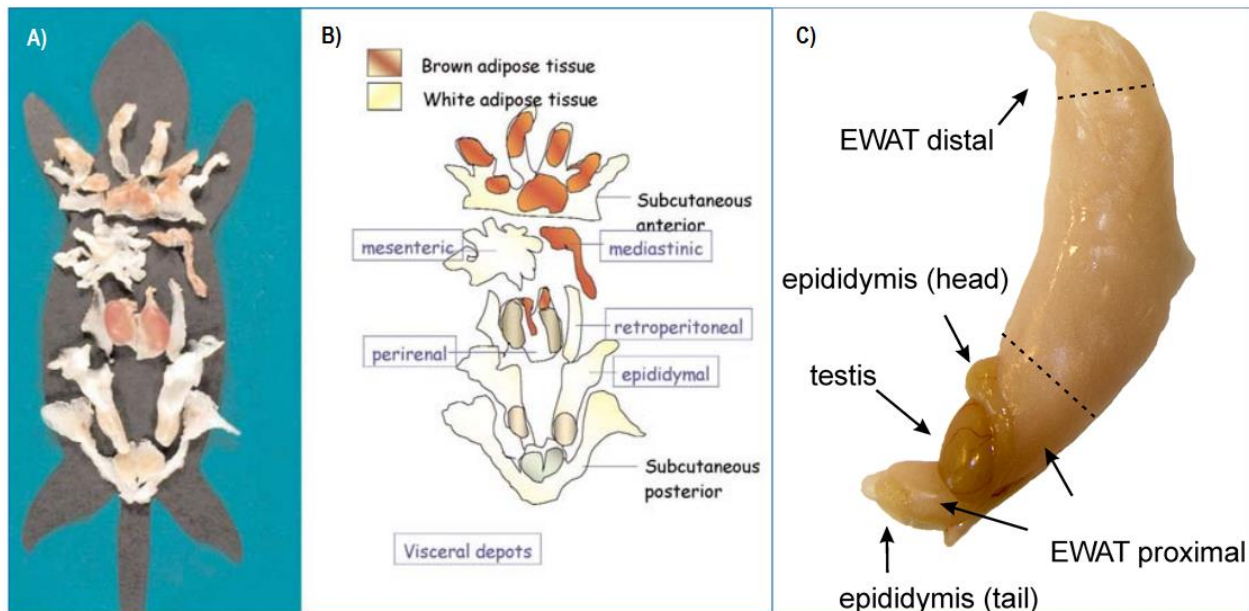 A)
B)
Brown adipose tissue
White adipose tissue
Subcutaneous
anterior
mesenteric
mediastinic
retroperitoneal
perirenal
epididymal
Subcutaneous
posterior
Visceral depots
C)
EWAT distal
epididymis (head)
testis
EWAT proximal
epididymis (tail)